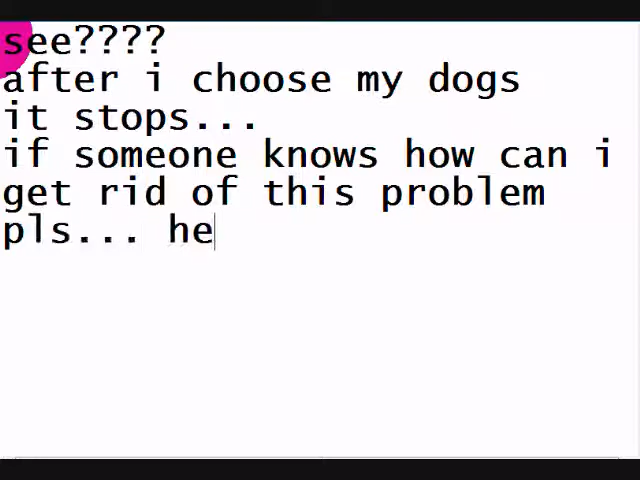 see????
after i choose my dogs
it stops...
if someone knows how can i
get rid of this problem
pls... he